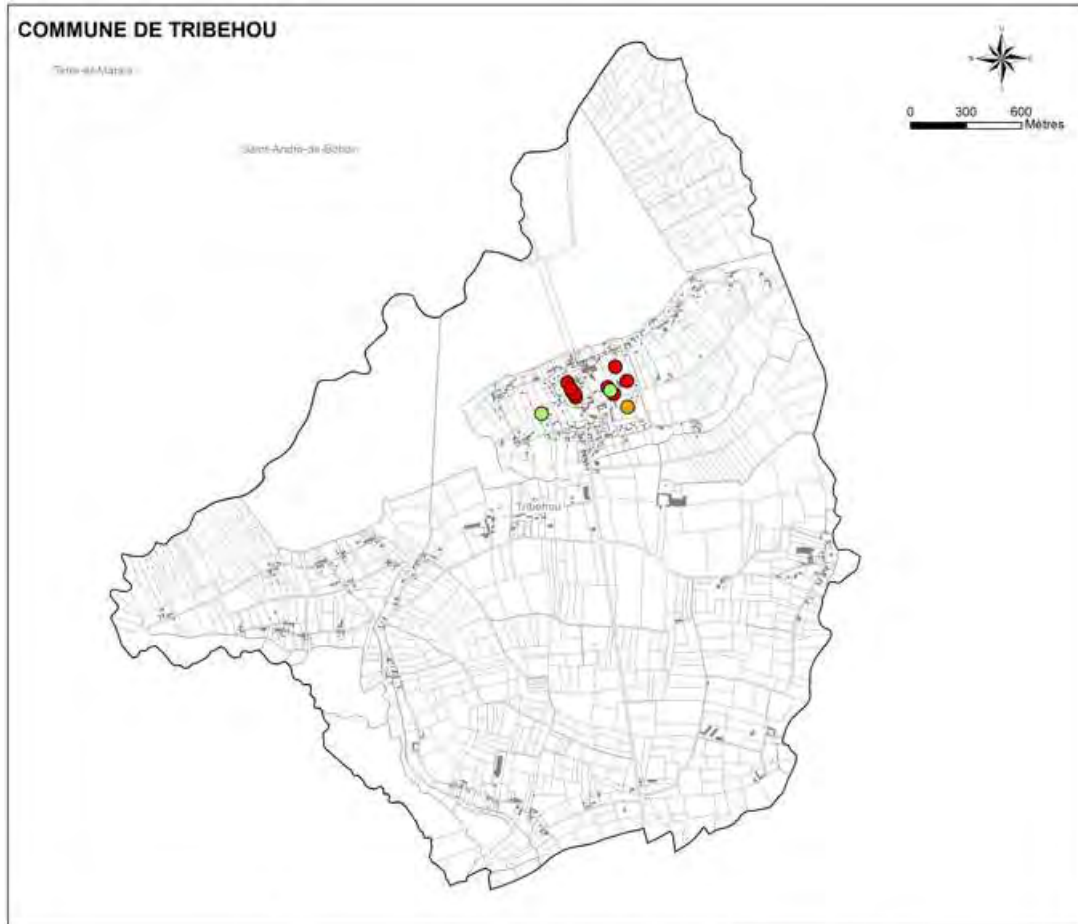 COMMUNE DE TRIBEHOU
Terre-et-Marais
Saint-André-de-Bohon
0 300 600
Mètres
Tribehou